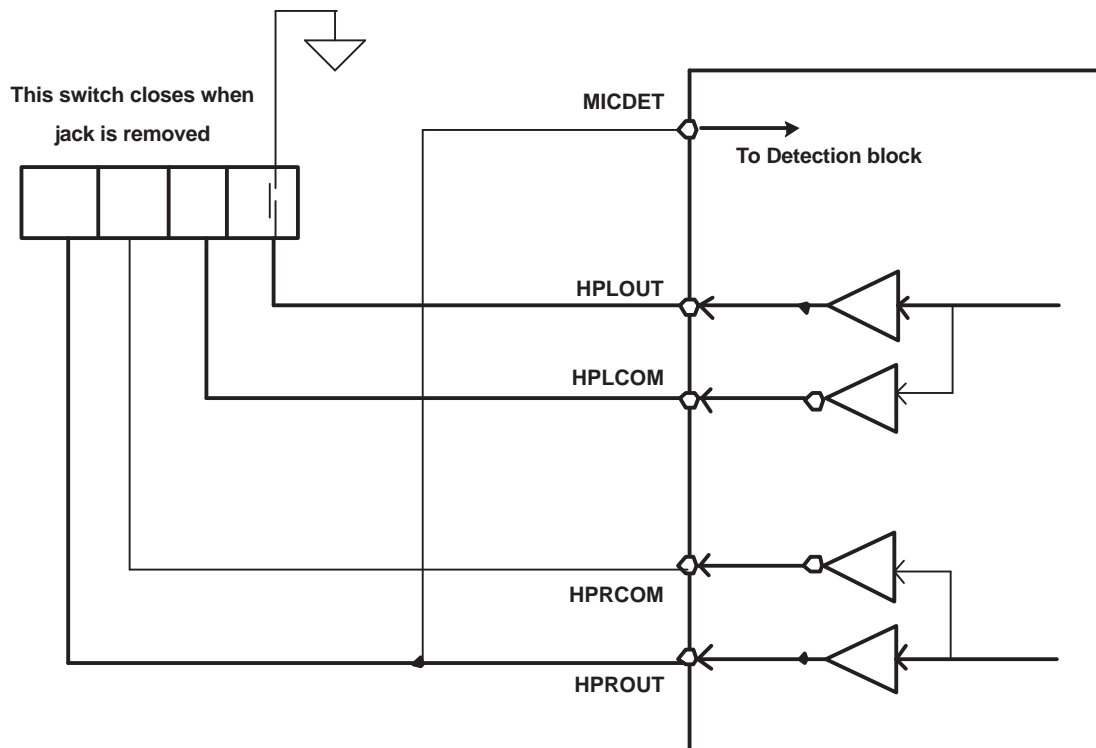 This switch closes when
jack is removed
MICDET
To Detection block
HPLOUT
HPLCOM
HPRCOM
HPROUT